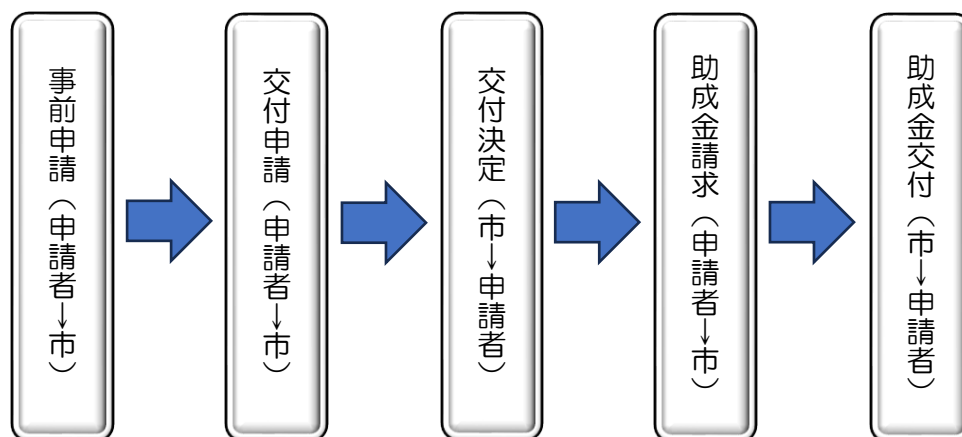 事前申請（申請者→市）
交付申請（申請者→市）
交付決定（市→申請者）
助成金請求（申請者→市）
助成金交付（市→申請者）